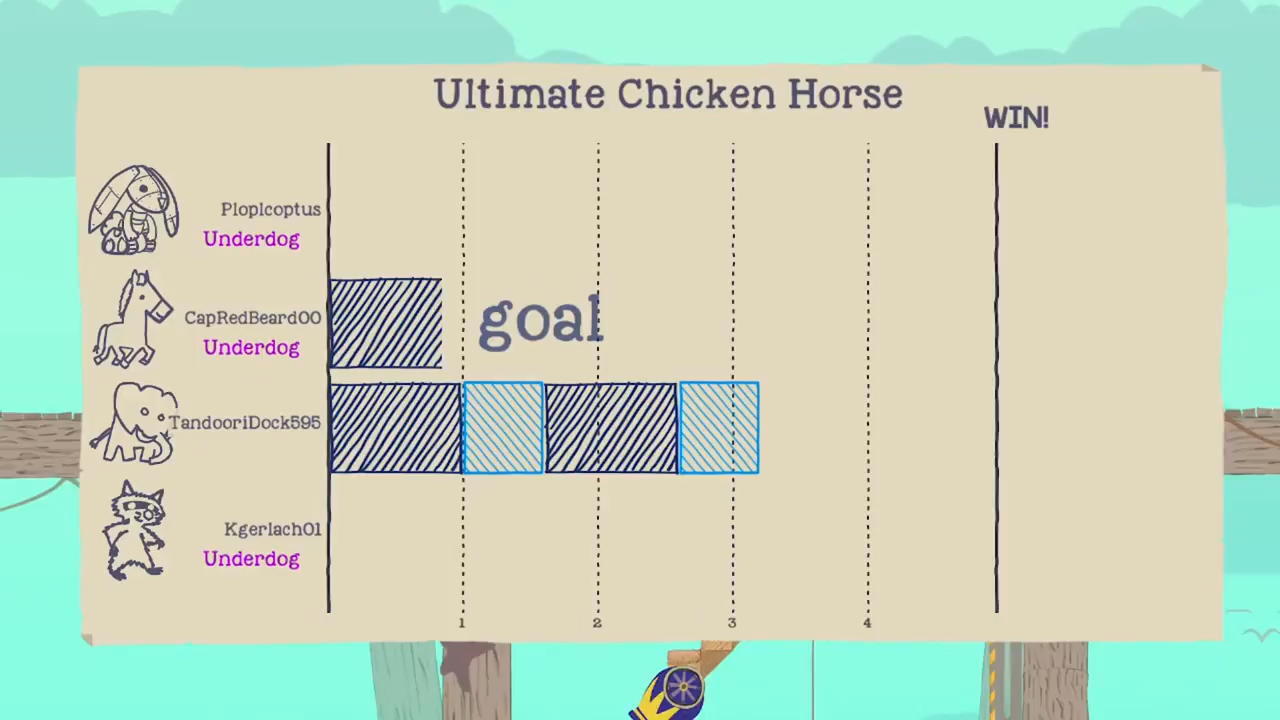 Ultimate Chicken Horse
WIN!
Ploplcoptus
Underdog
CapRedBeard00
Underdog
goal
TandooriDock595
Kgerlach01
Underdog
1 2 3 4